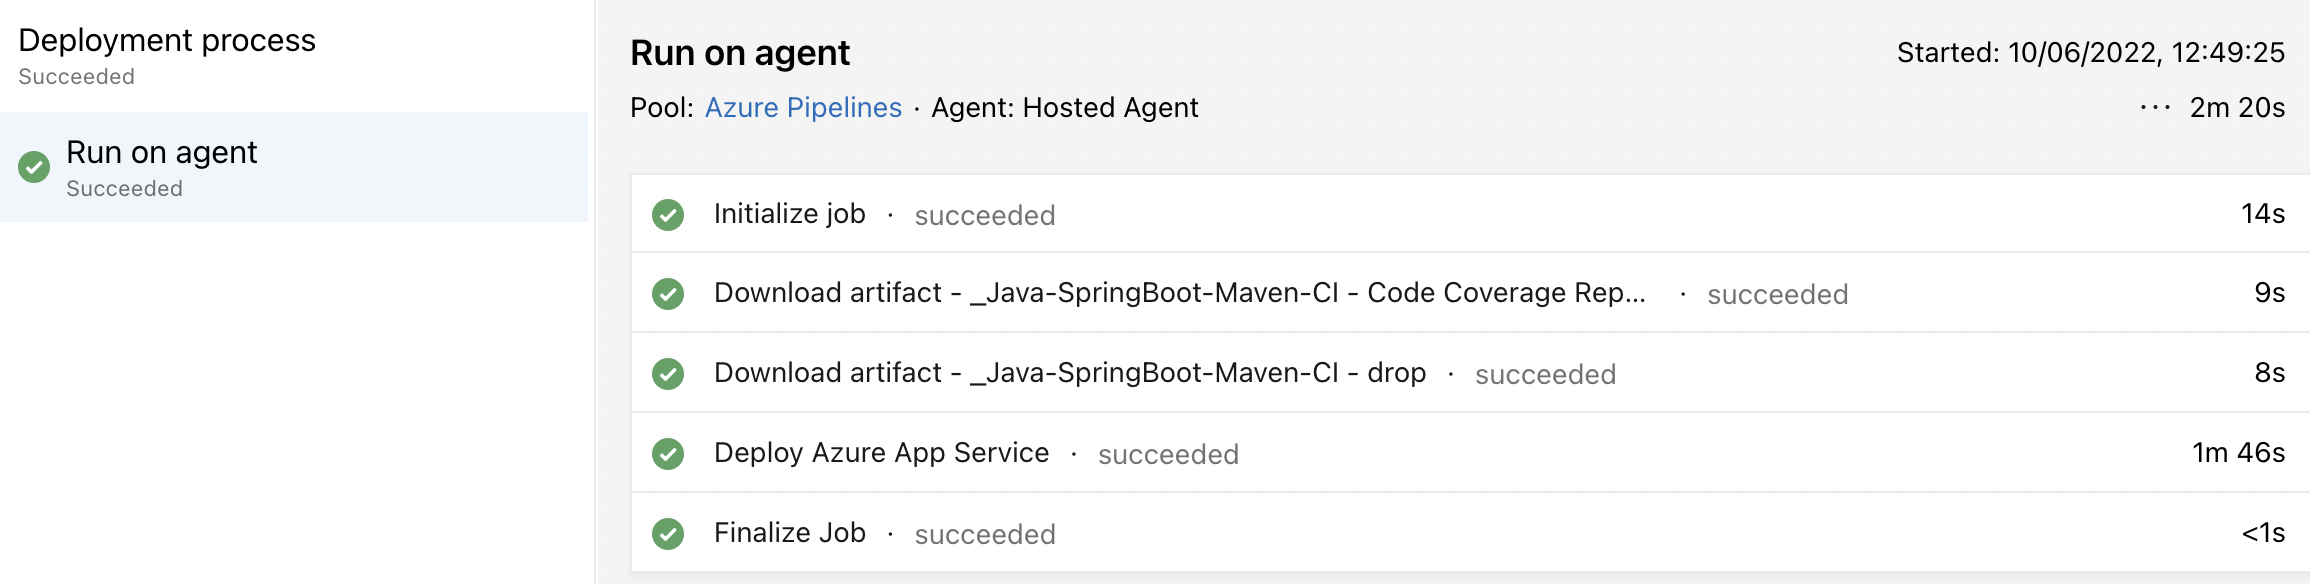 Deployment process
Succeeded
Run on agent
Succeeded
Run on agent
Started: 10/06/2022, 12:49:25
Pool: Azure Pipelines · Agent: Hosted Agent
··· 2m 20s
Initialize job · succeeded 14s
Download artifact - _Java-SpringBoot-Maven-CI - Code Coverage Rep... · succeeded 9s
Download artifact - _Java-SpringBoot-Maven-CI - drop · succeeded 8s
Deploy Azure App Service · succeeded 1m 46s
Finalize Job · succeeded <1s